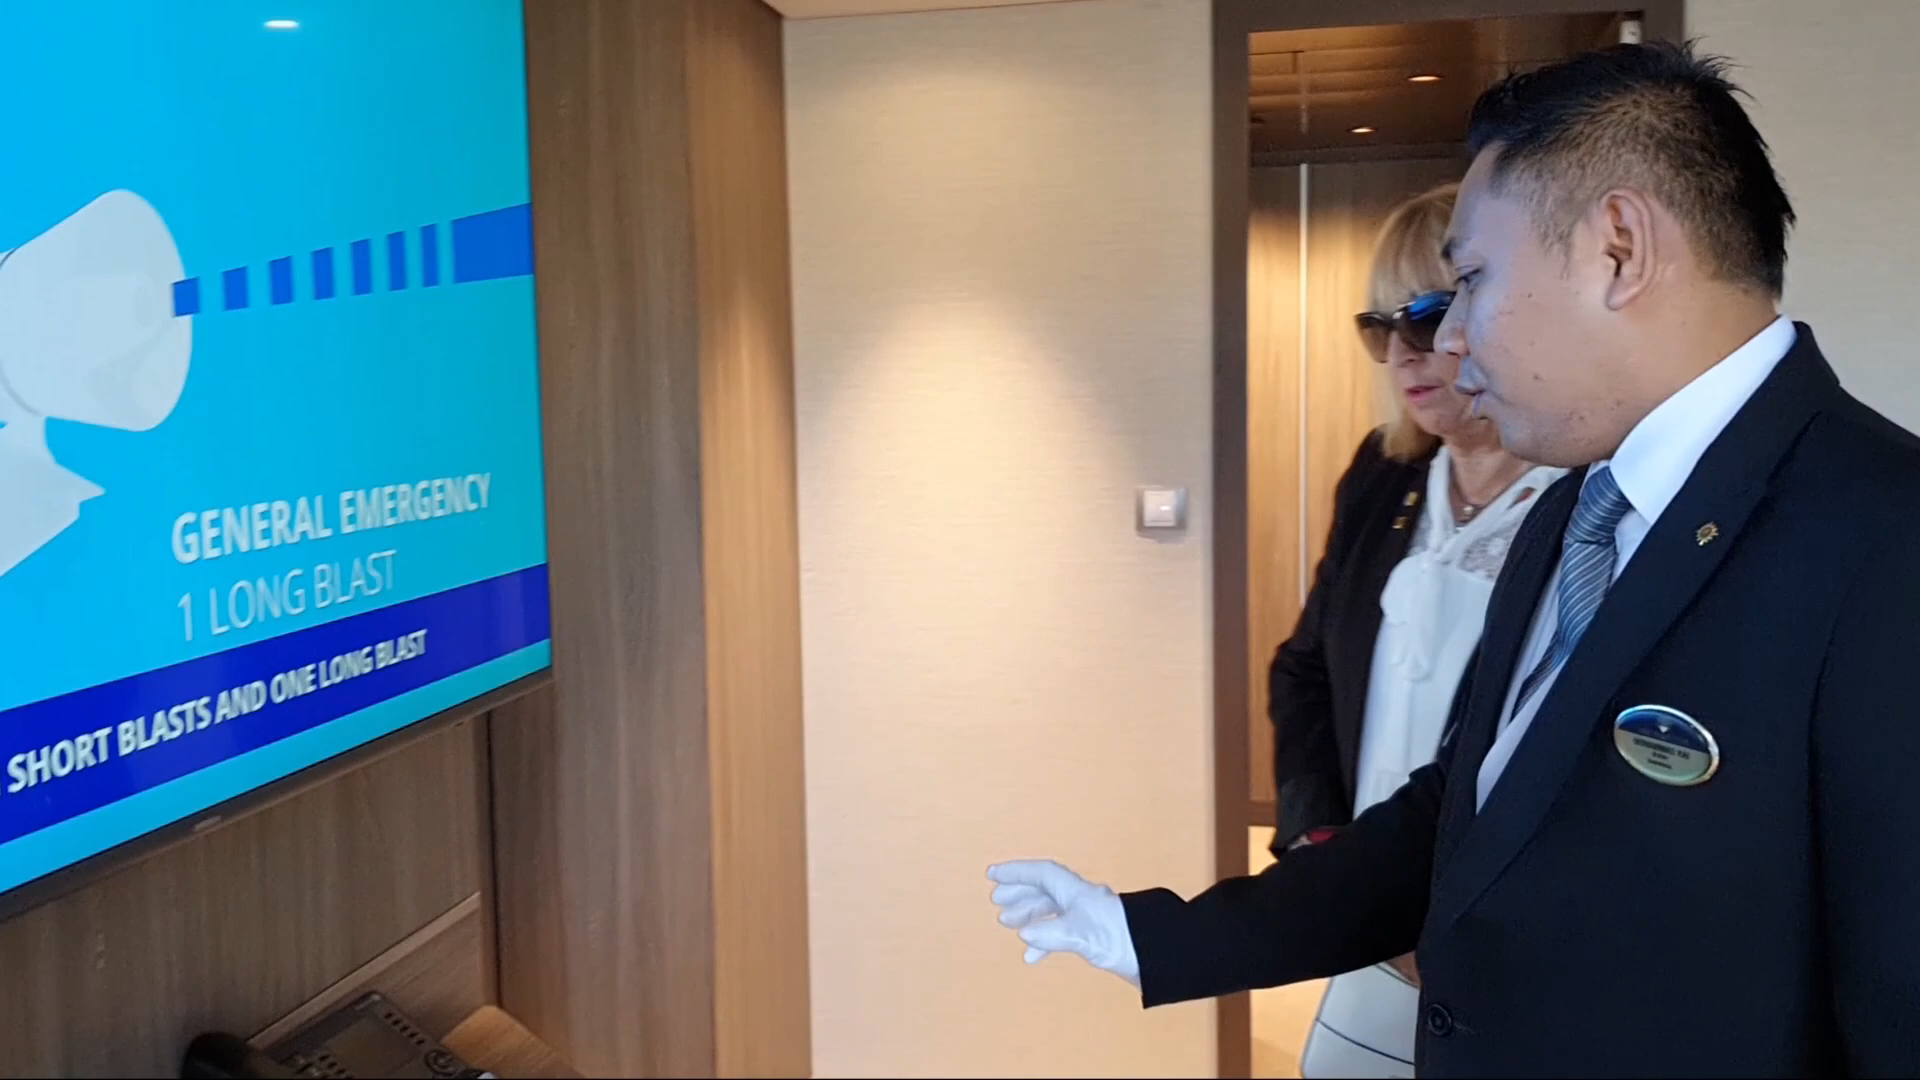 GENERAL EMERGENCY
1 LONG BLAST
SHORT BLASTS AND ONE LONG BLAST